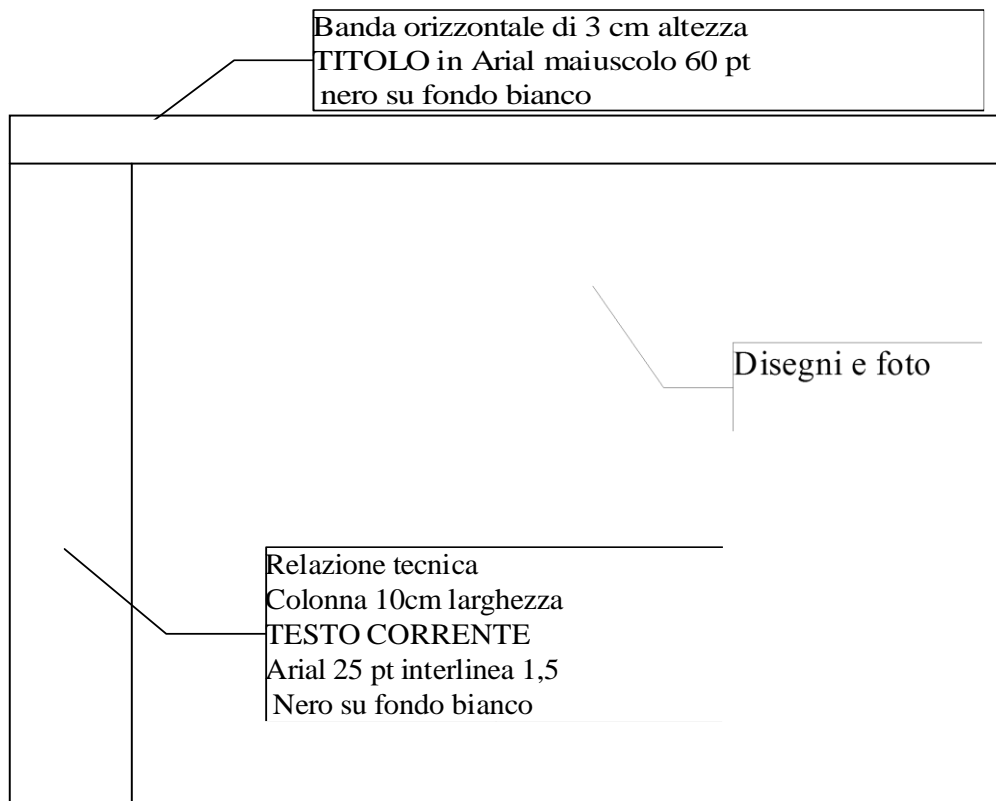 Banda orizzontale di 3 cm altezza
TITOLO in Arial maiuscolo 60 pt
nero su fondo bianco
Disegni e foto
Relazione tecnica
Colonna 10cm larghezza
TESTO CORRENTE
Arial 25 pt interlinea 1,5
Nero su fondo bianco